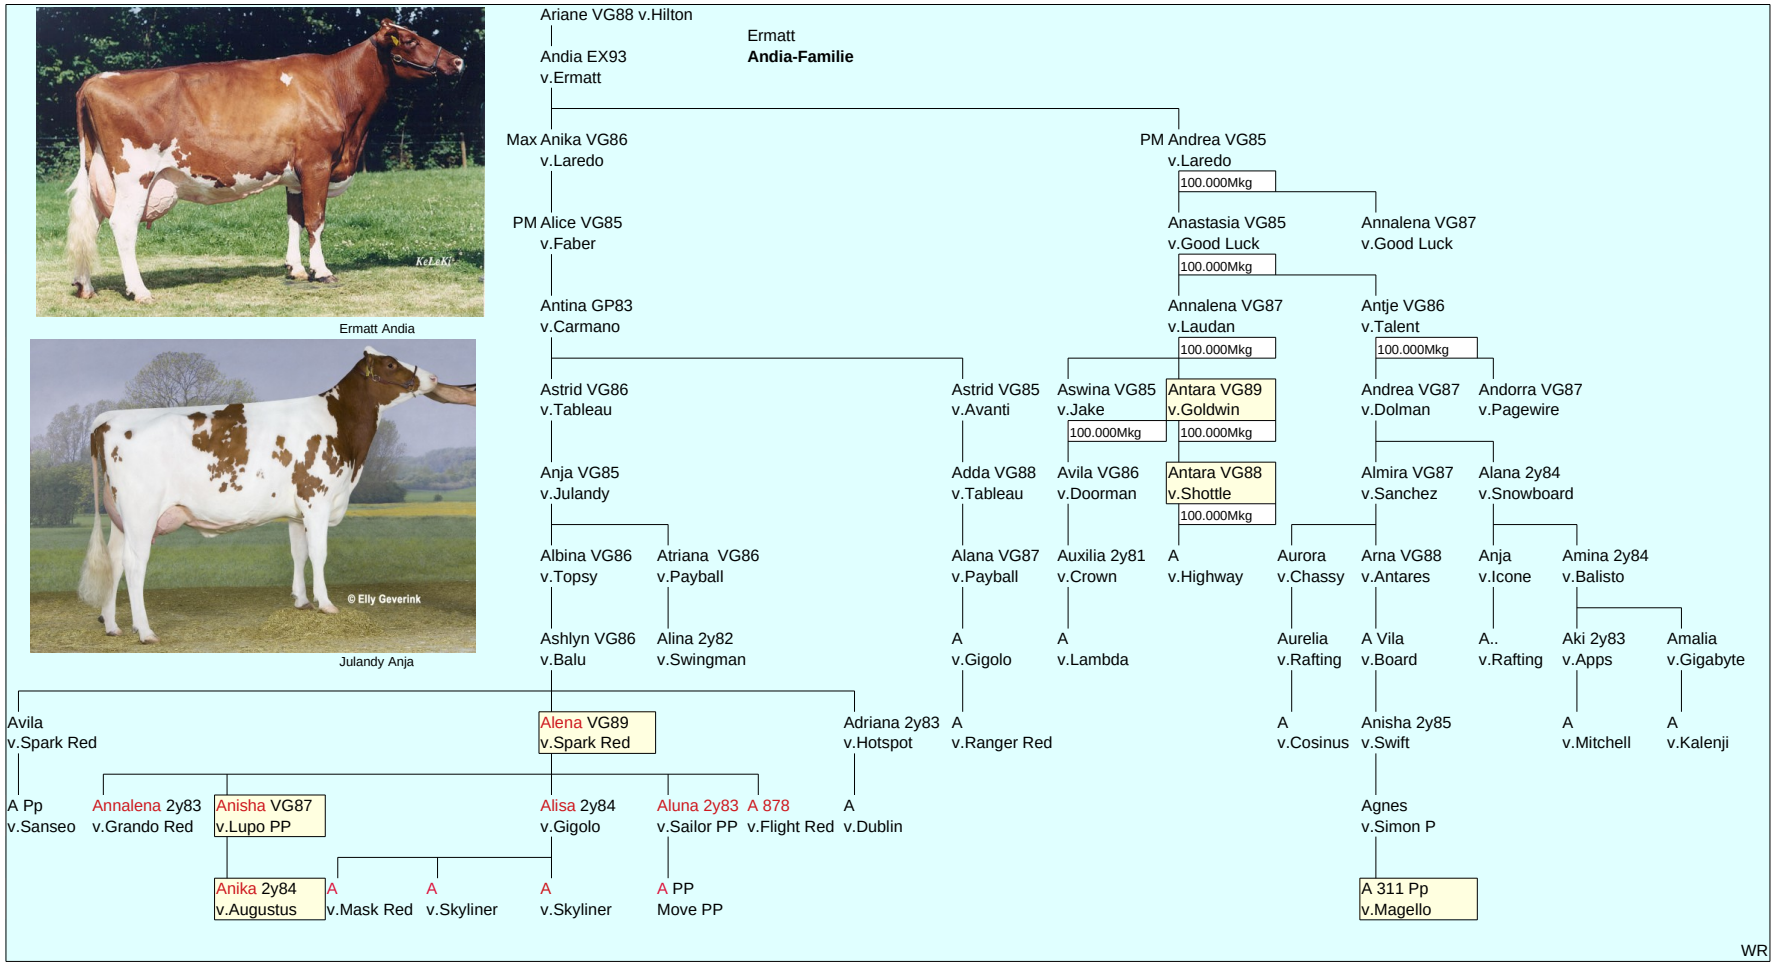 Ariane VG88 v.Hilton
Ermatt
Andia EX93
Andia-Familie
v.Ermatt
Max Anika VG86
v.Laredo
PM Andrea VG85
v.Laredo
100.000Mkg
PM Alice VG85
v.Faber
Anastasia VG85
v.Good Luck
100.000Mkg
Annalena VG87
v.Good Luck
KeLeKi
Ermatt Andia
Antina GP83
v.Carmano
Annalena VG87
v.Laudan
100.000Mkg
Antje VG86
v.Talent
100.000Mkg
Astrid VG86
v.Tableau
Astrid VG85
v.Avanti
Aswina VG85
v.Jake
100.000Mkg
Antara VG89
v.Goldwin
100.000Mkg
Andrea VG87
v.Dolman
Andorra VG87
v.Pagewire
Anja VG85
v.Julandy
Adda VG88
v.Tableau
Avila VG86
v.Doorman
Antara VG88
v.Shottle
100.000Mkg
Almira VG87
v.Sanchez
Alana 2y84
v.Snowboard
Albina VG86
v.Topsy
Atriana VG86
v.Payball
Alana VG87
v.Payball
Auxilia 2y81
v.Crown
A
v.Highway
Aurora
v.Chassy
Arna VG88
v.Antares
Anja
v.Icone
Amina 2y84
v.Balisto
© Elly Geverink
Julandy Anja
Ashlyn VG86
v.Balu
Alina 2y82
v.Swingman
A
v.Gigolo
A
v.Lambda
Aurelia
v.Rafting
A Vila
v.Board
A..
v.Rafting
Aki 2y83
v.Apps
Amalia
v.Gigabyte
Avila
v.Spark Red
Alena VG89
v.Spark Red
Adriana 2y83
v.Hotspot
A
v.Ranger Red
A
v.Cosinus
Anisha 2y85
v.Swift
A
v.Mitchell
A
v.Kalenji
A Pp
v.Sanseo
Annalena 2y83
v.Grando Red
Anisha VG87
v.Lupo PP
Alisa 2y84
v.Gigolo
Aluna 2y83
v.Sailor PP
A 878
v.Flight Red
A
v.Dublin
Agnes
v.Simon P
Anika 2y84
v.Augustus
A
v.Mask Red
A
v.Skyliner
A
v.Skyliner
A PP
Move PP
A 311 Pp
v.Magello
WR